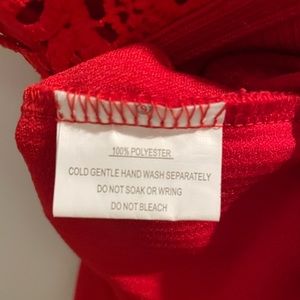 100% POLYESTER
COLD GENTLE HAND WASH SEPARATELY
DO NOT SOAK OR WRING
DO NOT BLEACH